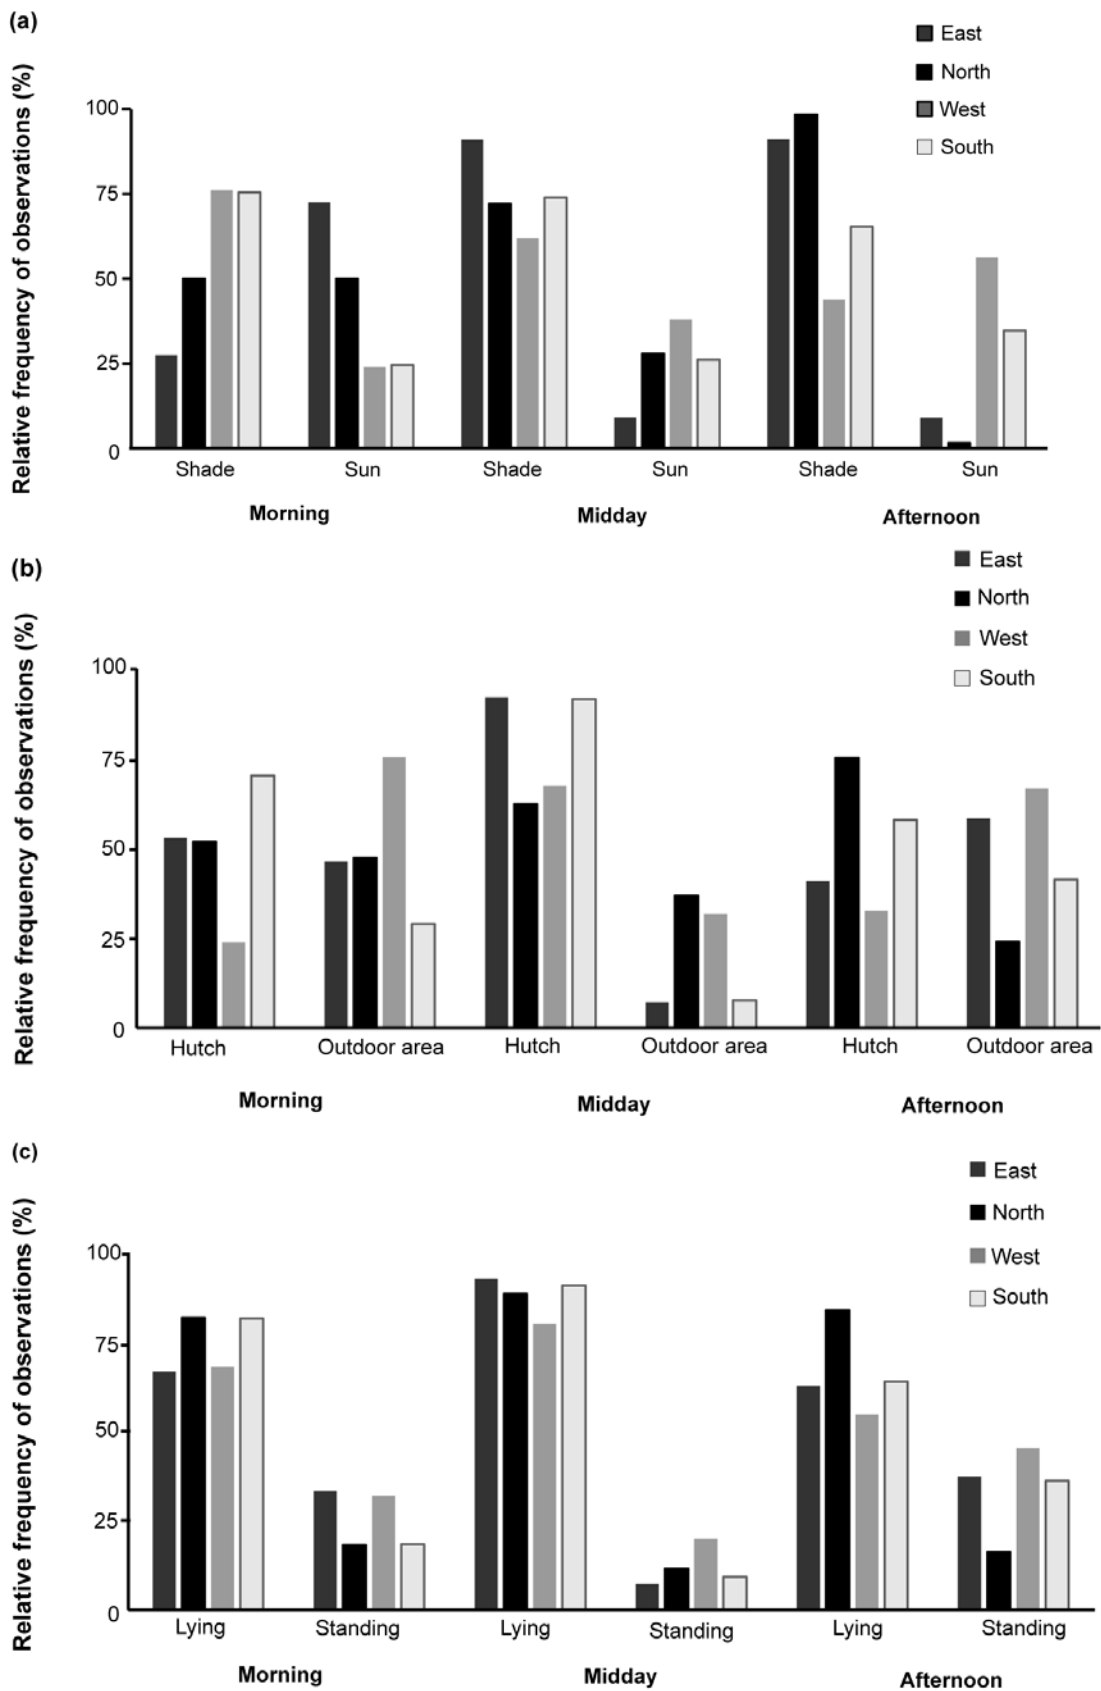 (a)
East
North
West
South
Relative frequency of observations (%)
100
75
50
25
0
Shade Sun Shade Sun Shade Sun
Morning Midday Afternoon
(b)
East
North
West
South
Relative frequency of observations (%)
100
75
50
25
0
Hutch Outdoor area Hutch Outdoor area Hutch Outdoor area
Morning Midday Afternoon
(c)
East
North
West
South
Relative frequency of observations (%)
100
75
50
25
0
Lying Standing Lying Standing Lying Standing
Morning Midday Afternoon